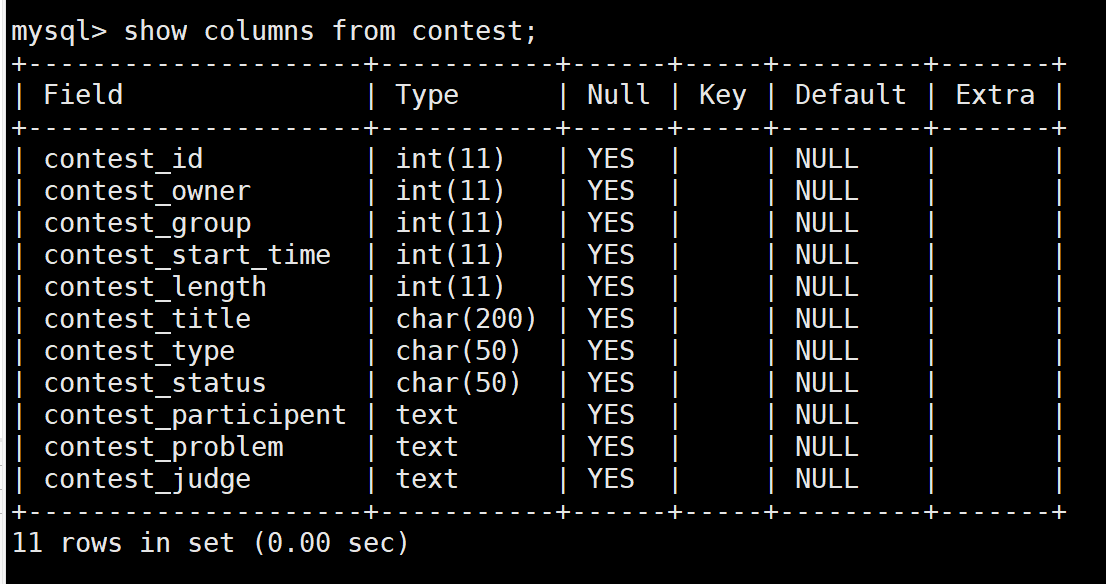 mysql> show columns from contest;
+---------------------+-----------+------+-----+---------+-------+
| Field               | Type      | Null | Key | Default | Extra |
+---------------------+-----------+------+-----+---------+-------+
| contest_id          | int(11)   | YES  |     | NULL    |       |
| contest_owner       | int(11)   | YES  |     | NULL    |       |
| contest_group       | int(11)   | YES  |     | NULL    |       |
| contest_start_time  | int(11)   | YES  |     | NULL    |       |
| contest_length      | int(11)   | YES  |     | NULL    |       |
| contest_title       | char(200) | YES  |     | NULL    |       |
| contest_type        | char(50)  | YES  |     | NULL    |       |
| contest_status      | char(50)  | YES  |     | NULL    |       |
| contest_participent | text      | YES  |     | NULL    |       |
| contest_problem     | text      | YES  |     | NULL    |       |
| contest_judge       | text      | YES  |     | NULL    |       |
+---------------------+-----------+------+-----+---------+-------+
11 rows in set (0.00 sec)